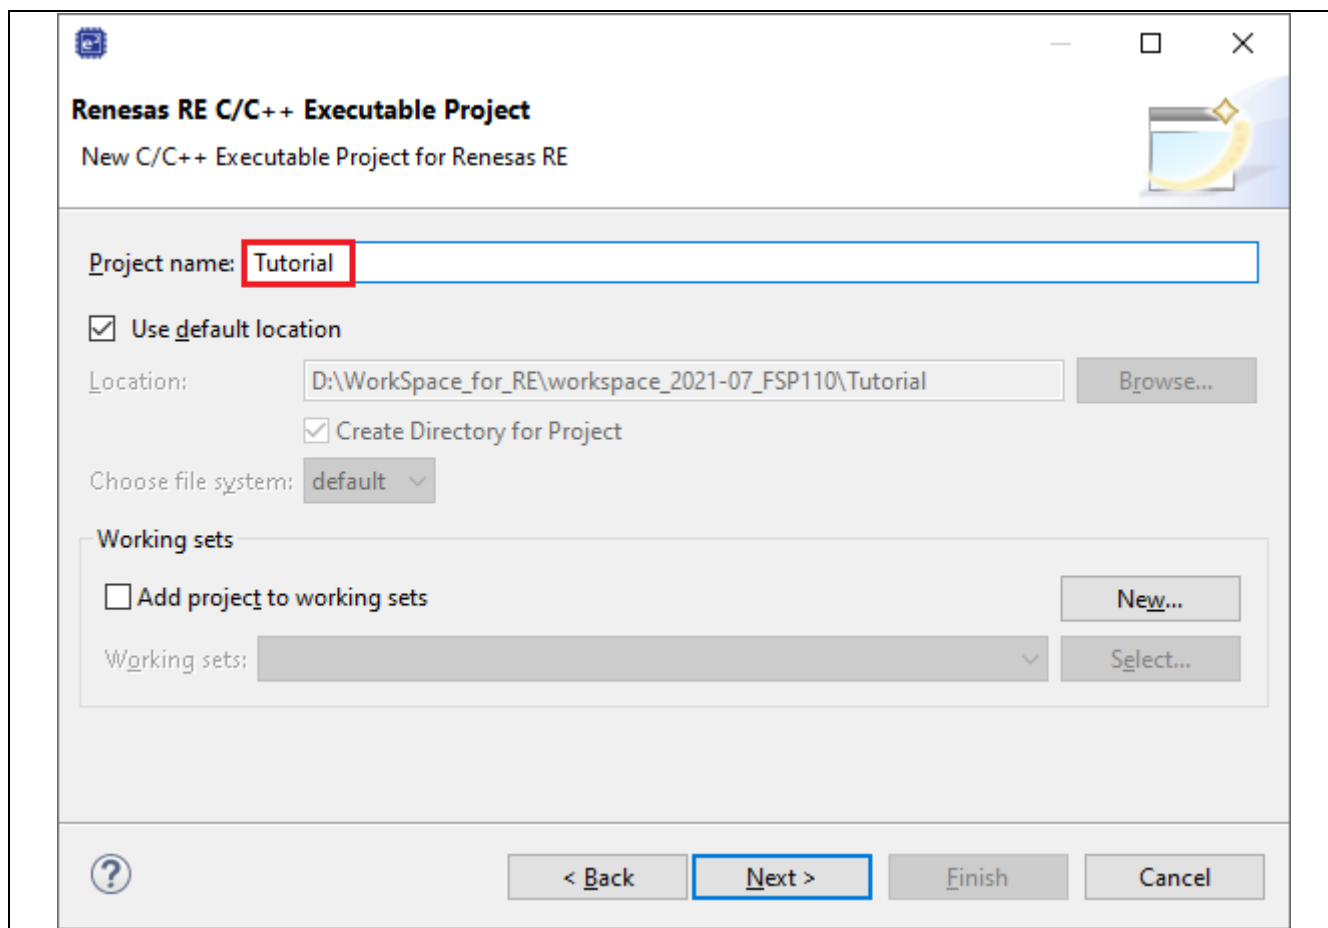 e²
Renesas RE C/C++ Executable Project
New C/C++ Executable Project for Renesas RE
Project name: Tutorial
Use default location
Location: D:\WorkSpace_for_RE\workspace_2021-07_FSP110\Tutorial Browse...
Create Directory for Project
Choose file system: default
Working sets
Add project to working sets New...
Working sets: Select...
?
< Back Next > Finish Cancel